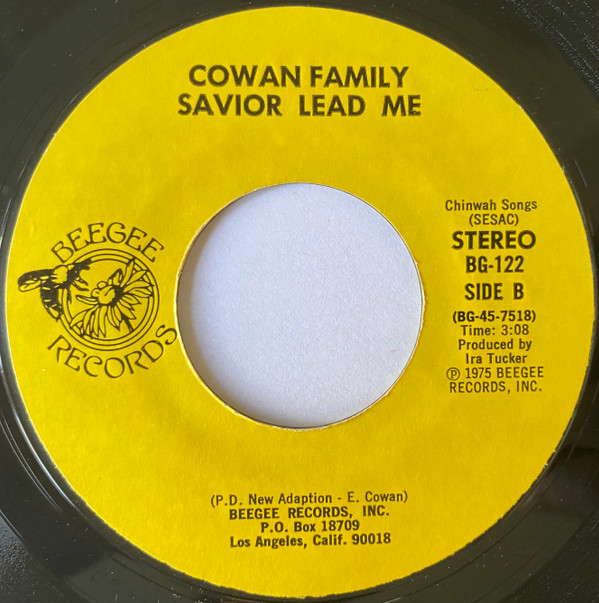 COWAN FAMILY
SAVIOR LEAD ME
BEEGEE
RECORDS
Chinwah Songs
(SESAC)
STEREO
BG-122
SIDE B
(BG-45-7518)
Time: 3:08
Produced by
Ira Tucker
℗ 1975 BEEGEE
RECORDS, INC.
(P.D. New Adaption - E. Cowan)
BEEGEE RECORDS, INC.
P.O. Box 18709
Los Angeles, Calif. 90018